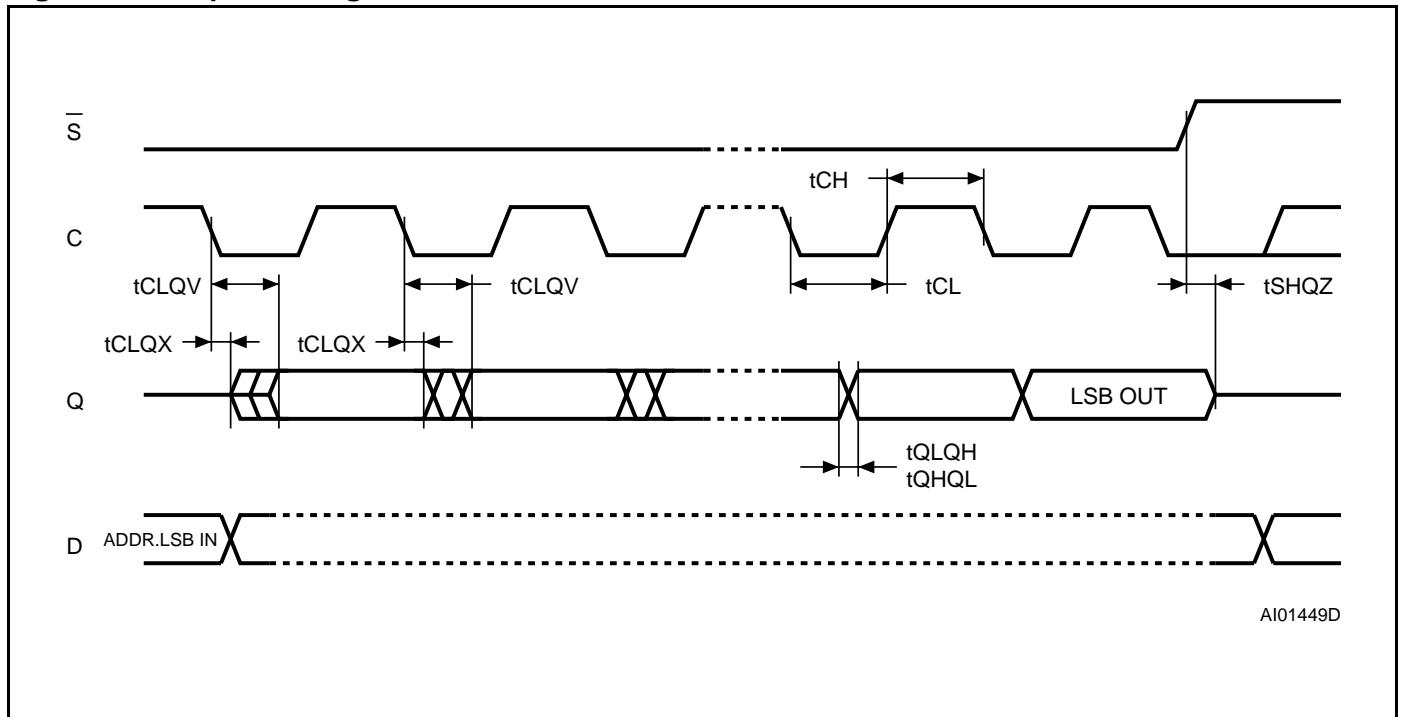 S
tCH
C
tCLQV
tCLQV
tCL
tSHQZ
tCLQX
tCLQX
Q
LSB OUT
tQLQH
tQHQL
D
ADDR.LSB IN
AI01449D